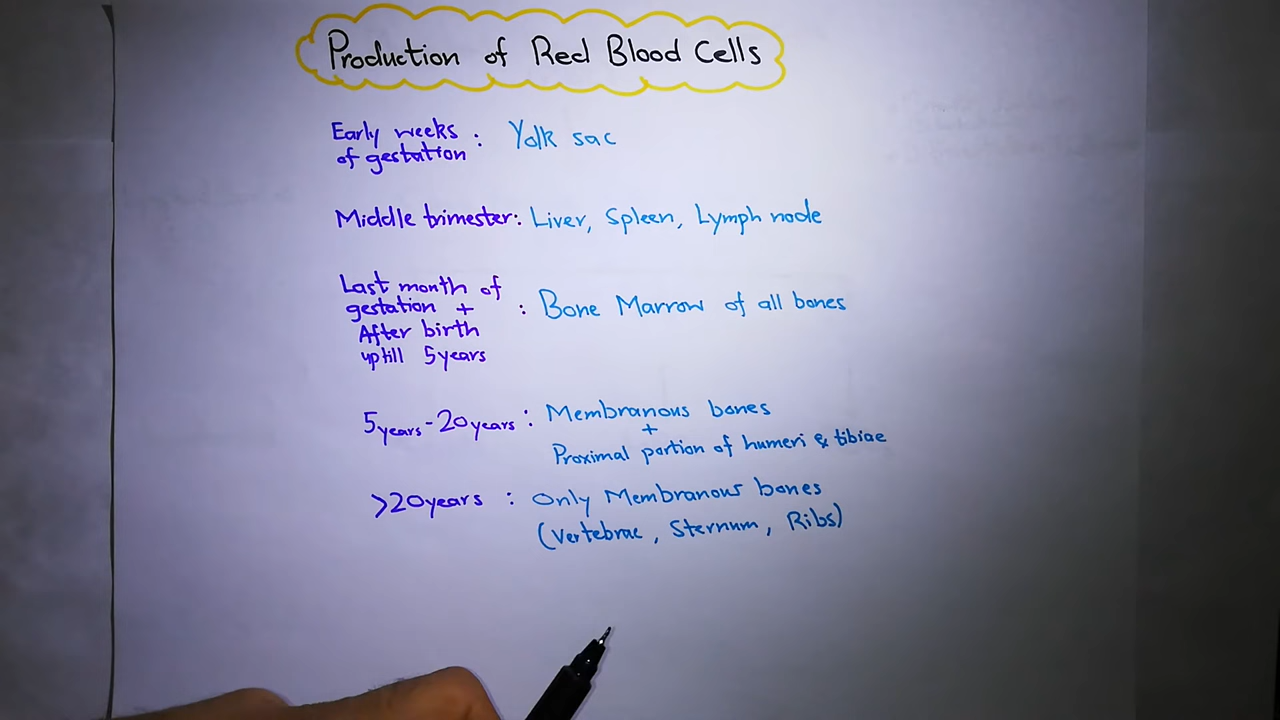 Production of Red Blood Cells
Early weeks
of gestation : Yolk sac
Middle trimester: Liver, Spleen, Lymph node
Last month of
gestation +
After birth
uptill 5years : Bone Marrow of all bones
5years-20years: Membranous bones
+
Proximal portion of humeri & tibiae
>20years : Only Membranous bones
(Vertebrae, Sternum, Ribs)